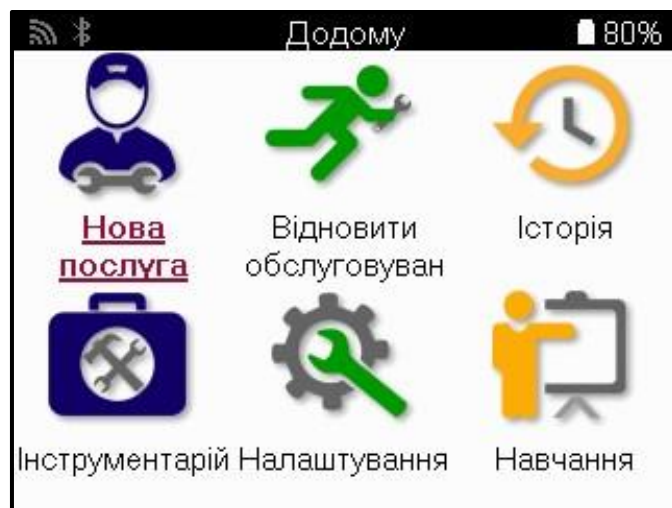 Додому 80%
Нова
послуга
Відновити
обслуговуван
Історія
Інструментарій
Налаштування
Навчання